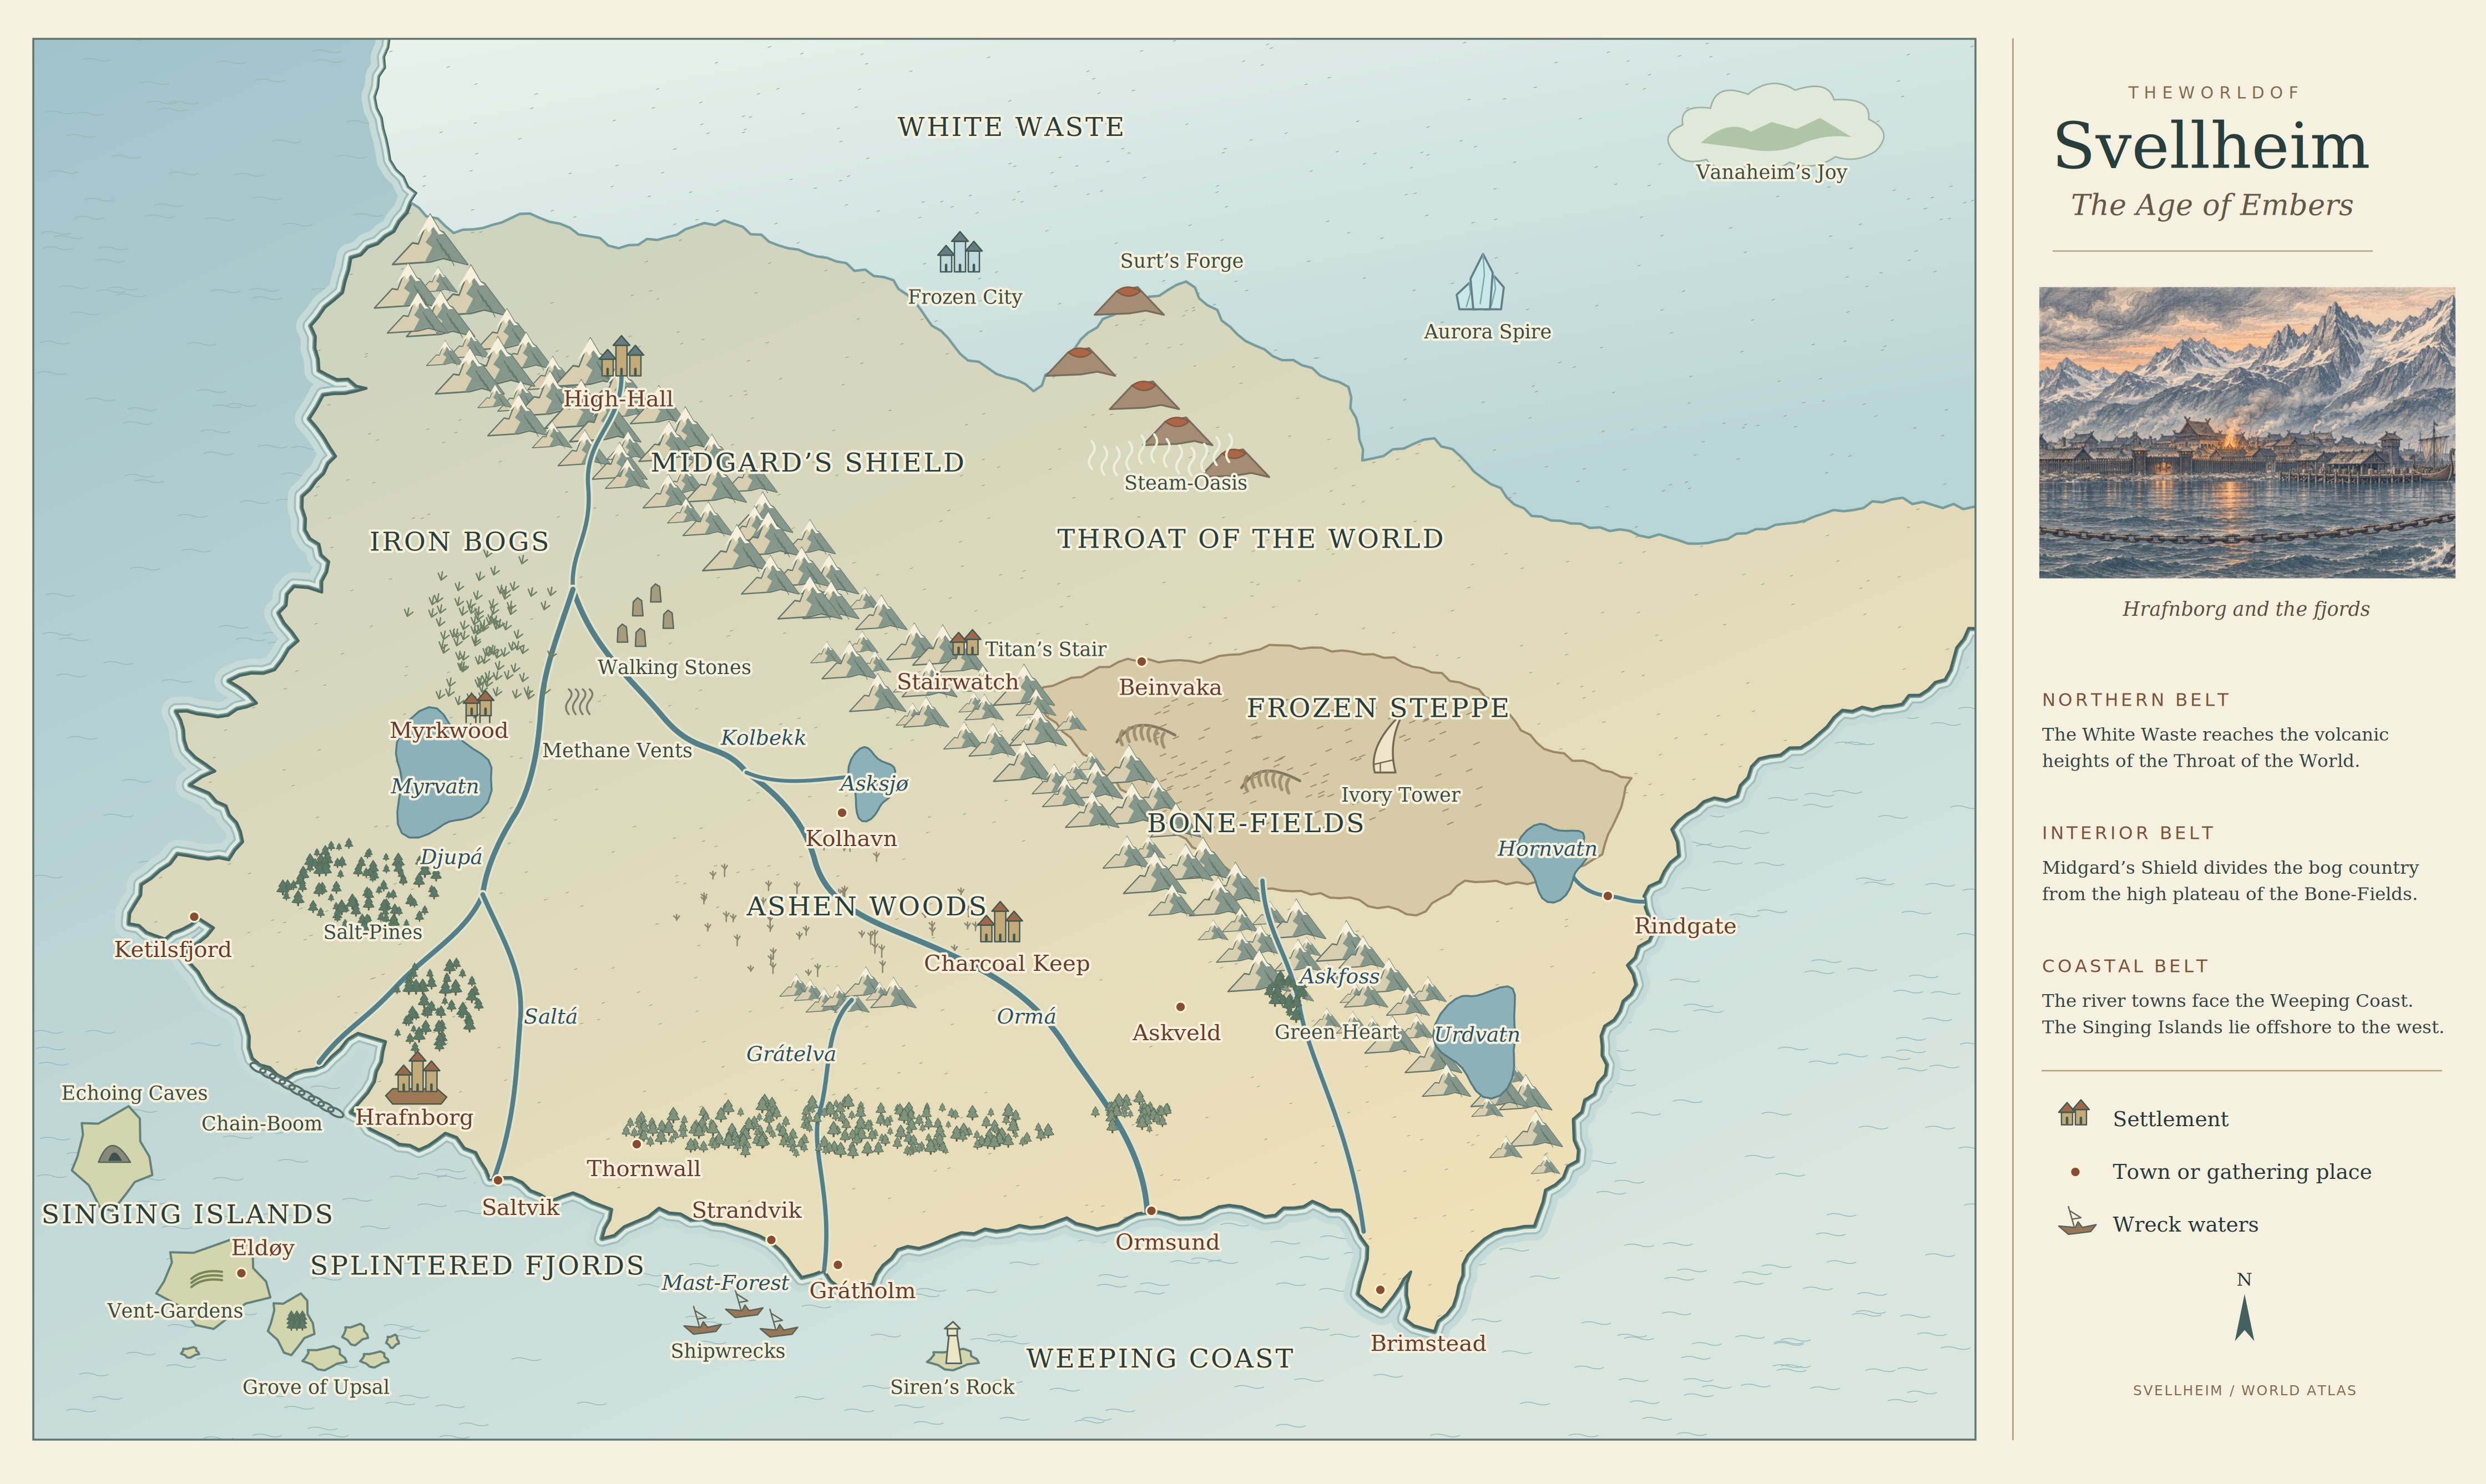 WHITE WASTE
Vanaheim’s Joy
Surt’s Forge
Frozen City
Aurora Spire
High-Hall
MIDGARD’S SHIELD
Steam-Oasis
IRON BOGS
THROAT OF THE WORLD
Walking Stones
Titan’s Stair
Stairwatch
Beinvaka
FROZEN STEPPE
Myrkwood
Methane Vents
Kolbekk
Myrvatn
Asksjø
Ivory Tower
BONE-FIELDS
Kolhavn
Hornvatn
Djupá
ASHEN WOODS
Salt-Pines
Ketilsfjord
Rindgate
Charcoal Keep
Askfoss
Saltá
Ormá
Askveld
Green Heart
Urdvatn
Grátelva
Echoing Caves
Chain-Boom
Hrafnborg
Thornwall
Saltvik
Strandvik
SINGING ISLANDS
Ormsund
Eldøy
SPLINTERED FJORDS
Mast-Forest
Grátholm
Vent-Gardens
Shipwrecks
Brimstead
WEEPING COAST
Grove of Upsal
Siren’s Rock
THEWORLDOF
Svellheim
The Age of Embers
Hrafnborg and the fjords
NORTHERN BELT
The White Waste reaches the volcanic
heights of the Throat of the World.
INTERIOR BELT
Midgard’s Shield divides the bog country
from the high plateau of the Bone-Fields.
COASTAL BELT
The river towns face the Weeping Coast.
The Singing Islands lie offshore to the west.
Settlement
Town or gathering place
Wreck waters
N
SVELLHEIM / WORLD ATLAS